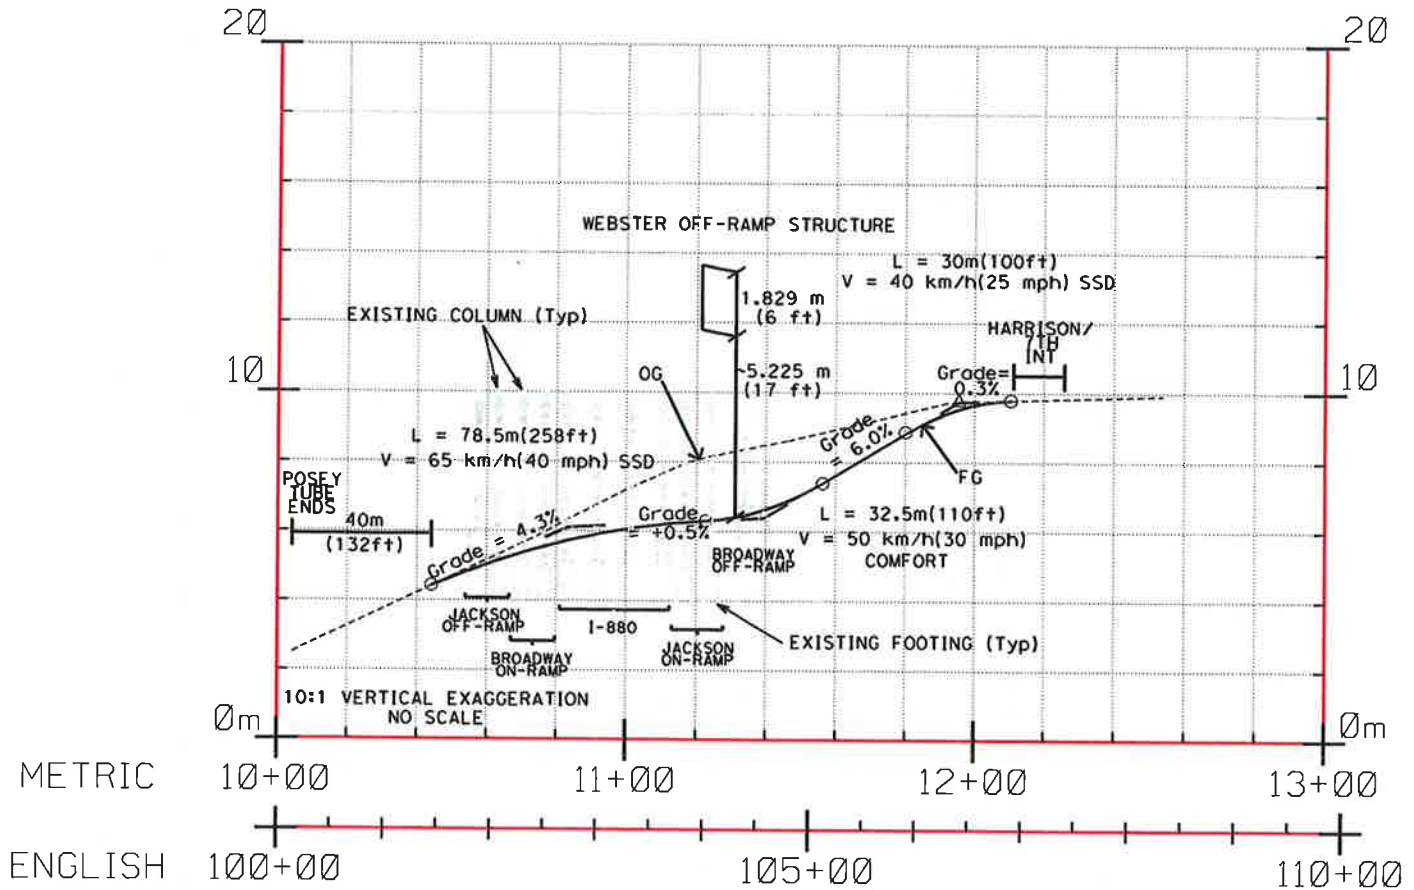 20
20
WEBSTER OFF-RAMP STRUCTURE
L = 30m(100ft)
V = 40 km/h(25 mph) SSD
1.829 m
(6 ft)
EXISTING COLUMN (Typ)
HARRISON/
7TH
INT
10
OG
5.225 m
(17 ft)
Grade=
0.3%
10
L = 78.5m(258ft)
V = 65 km/h(40 mph) SSD
Grade
= 6.0%
FG
POSEY
TUBE
ENDS
40m
(132ft)
Grade = 4.3%
Grade
= +0.5%
L = 32.5m(110ft)
V = 50 km/h(30 mph)
COMFORT
BROADWAY
OFF-RAMP
JACKSON
OFF-RAMP
I-880
BROADWAY
ON-RAMP
JACKSON
ON-RAMP
EXISTING FOOTING (Typ)
10:1 VERTICAL EXAGGERATION
NO SCALE
0m
0m
METRIC 10+00 11+00 12+00 13+00
ENGLISH 100+00 105+00 110+00